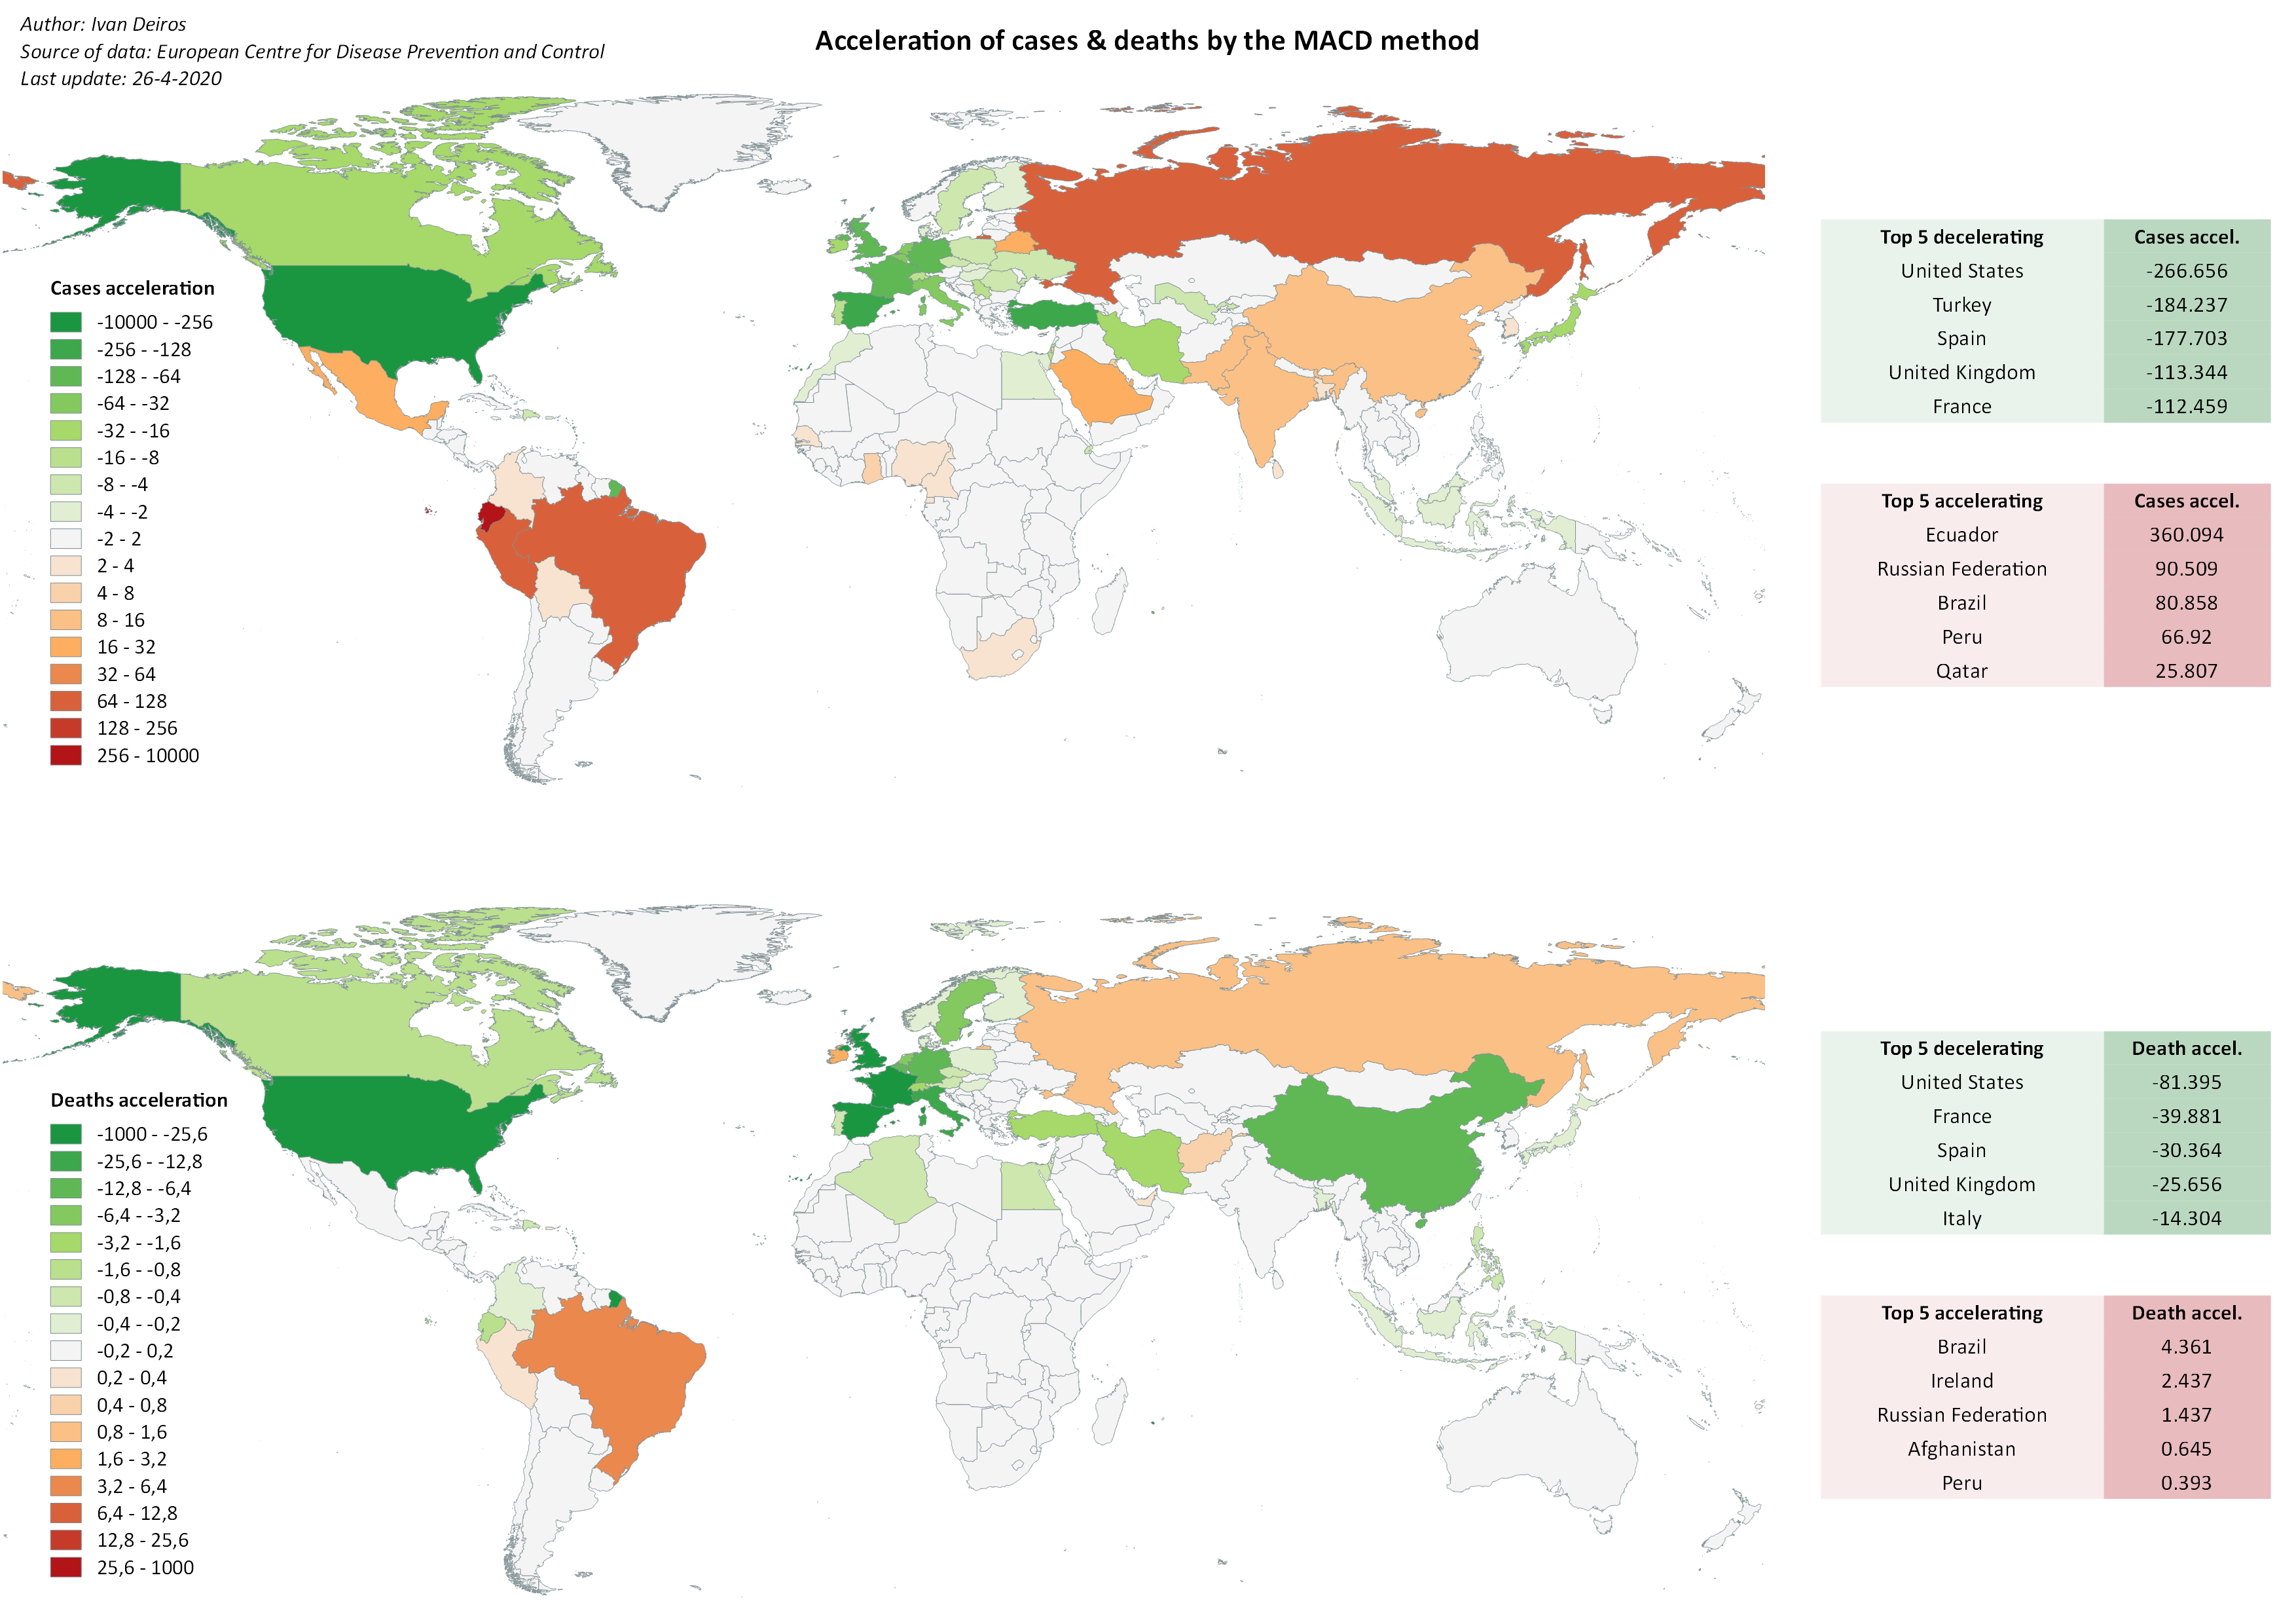 Author: Ivan Deiros
Source of data: European Centre for Disease Prevention and Control
Last update: 26-4-2020
Acceleration of cases & deaths by the MACD method
Cases acceleration
-10000 - -256
-256 - -128
-128 - -64
-64 - -32
-32 - -16
-16 - -8
-8 - -4
-4 - -2
-2 - 2
2 - 4
4 - 8
8 - 16
16 - 32
32 - 64
64 - 128
128 - 256
256 - 10000
Top 5 decelerating Cases accel.
United States -266.656
Turkey -184.237
Spain -177.703
United Kingdom -113.344
France -112.459
Top 5 accelerating Cases accel.
Ecuador 360.094
Russian Federation 90.509
Brazil 80.858
Peru 66.92
Qatar 25.807
Deaths acceleration
-1000 - -25,6
-25,6 - -12,8
-12,8 - -6,4
-6,4 - -3,2
-3,2 - -1,6
-1,6 - -0,8
-0,8 - -0,4
-0,4 - -0,2
-0,2 - 0,2
0,2 - 0,4
0,4 - 0,8
0,8 - 1,6
1,6 - 3,2
3,2 - 6,4
6,4 - 12,8
12,8 - 25,6
25,6 - 1000
Top 5 decelerating Death accel.
United States -81.395
France -39.881
Spain -30.364
United Kingdom -25.656
Italy -14.304
Top 5 accelerating Death accel.
Brazil 4.361
Ireland 2.437
Russian Federation 1.437
Afghanistan 0.645
Peru 0.393